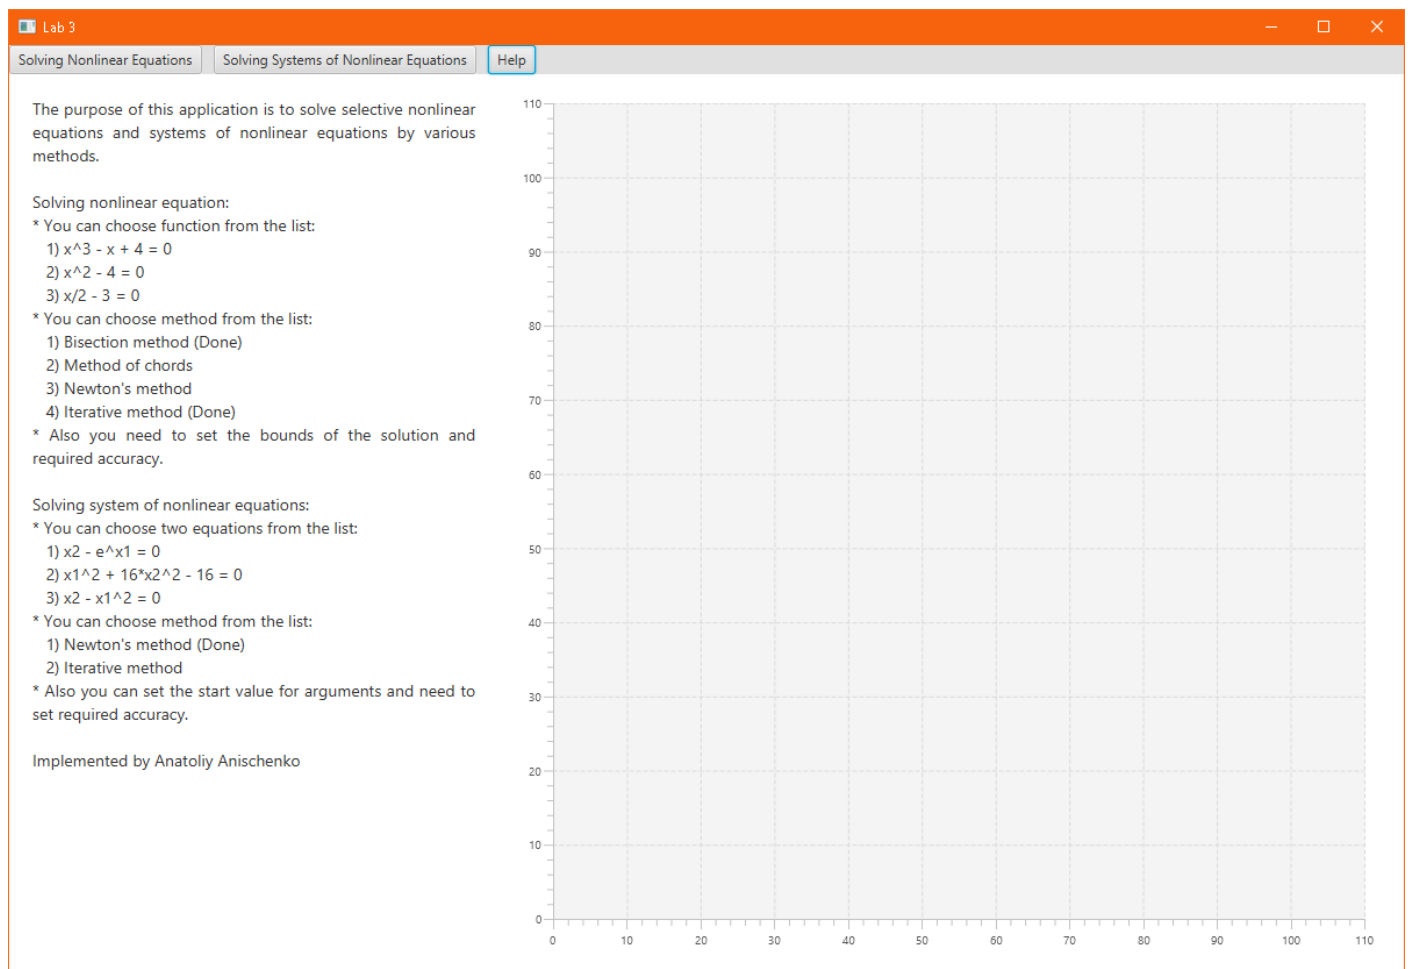 Lab 3
Solving Nonlinear Equations
Solving Systems of Nonlinear Equations
Help
The purpose of this application is to solve selective nonlinear
equations and systems of nonlinear equations by various
methods.
Solving nonlinear equation:
* You can choose function from the list:
1) x^3 - x + 4 = 0
2) x^2 - 4 = 0
3) x/2 - 3 = 0
* You can choose method from the list:
1) Bisection method (Done)
2) Method of chords
3) Newton's method
4) Iterative method (Done)
* Also you need to set the bounds of the solution and
required accuracy.
Solving system of nonlinear equations:
* You can choose two equations from the list:
1) x2 - e^x1 = 0
2) x1^2 + 16*x2^2 - 16 = 0
3) x2 - x1^2 = 0
* You can choose method from the list:
1) Newton's method (Done)
2) Iterative method
* Also you can set the start value for arguments and need to
set required accuracy.
Implemented by Anatoliy Anischenko
110
100
90
80
70
60
50
40
30
20
10
0
0 10 20 30 40 50 60 70 80 90 100 110